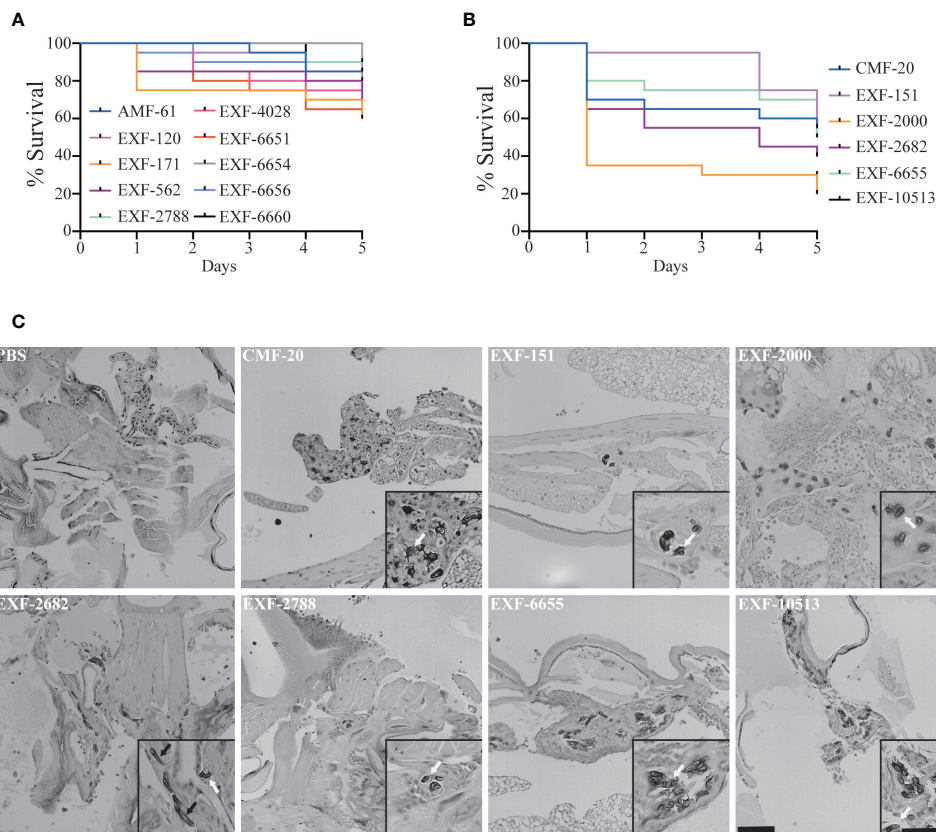 A
B
100
80
60
40
20
0
% Survival
AMF-61
EXF-120
EXF-171
EXF-562
EXF-2788
EXF-4028
EXF-6651
EXF-6654
EXF-6656
EXF-6660
0 1 2 3 4 5
Days
100
80
60
40
20
0
% Survival
CMF-20
EXF-151
EXF-2000
EXF-2682
EXF-6655
EXF-10513
0 1 2 3 4 5
Days
C
PBS
CMF-20
EXF-151
EXF-2000
EXF-2682
EXF-2788
EXF-6655
EXF-10513